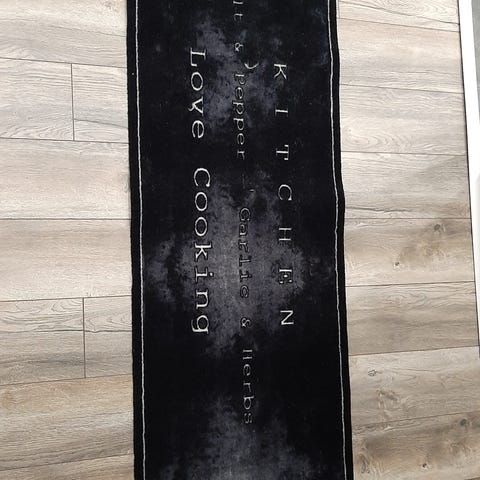 KITCHEN
& Pepper _, Garlic & Herbs
Love Cooking